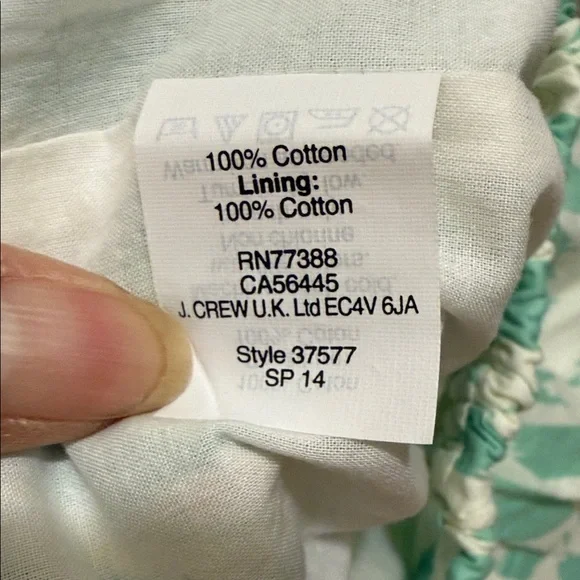 100% Cotton
Lining:
100% Cotton
RN77388
CA56445
J. CREW U.K. Ltd EC4V 6JA
Style 37577
SP 14